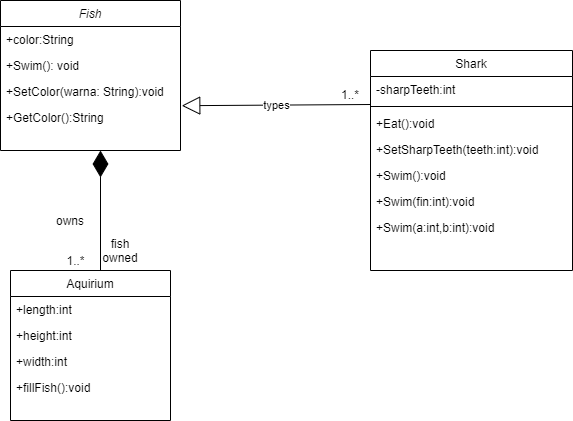 Fish
+color:String
+Swim(): void
+SetColor(warna: String):void
+GetColor():String
types
1..*
Shark
-sharpTeeth:int
+Eat():void
+SetSharpTeeth(teeth:int):void
+Swim():void
+Swim(fin:int):void
+Swim(a:int,b:int):void
owns
fish
owned
1..*
Aquirium
+length:int
+height:int
+width:int
+fillFish():void